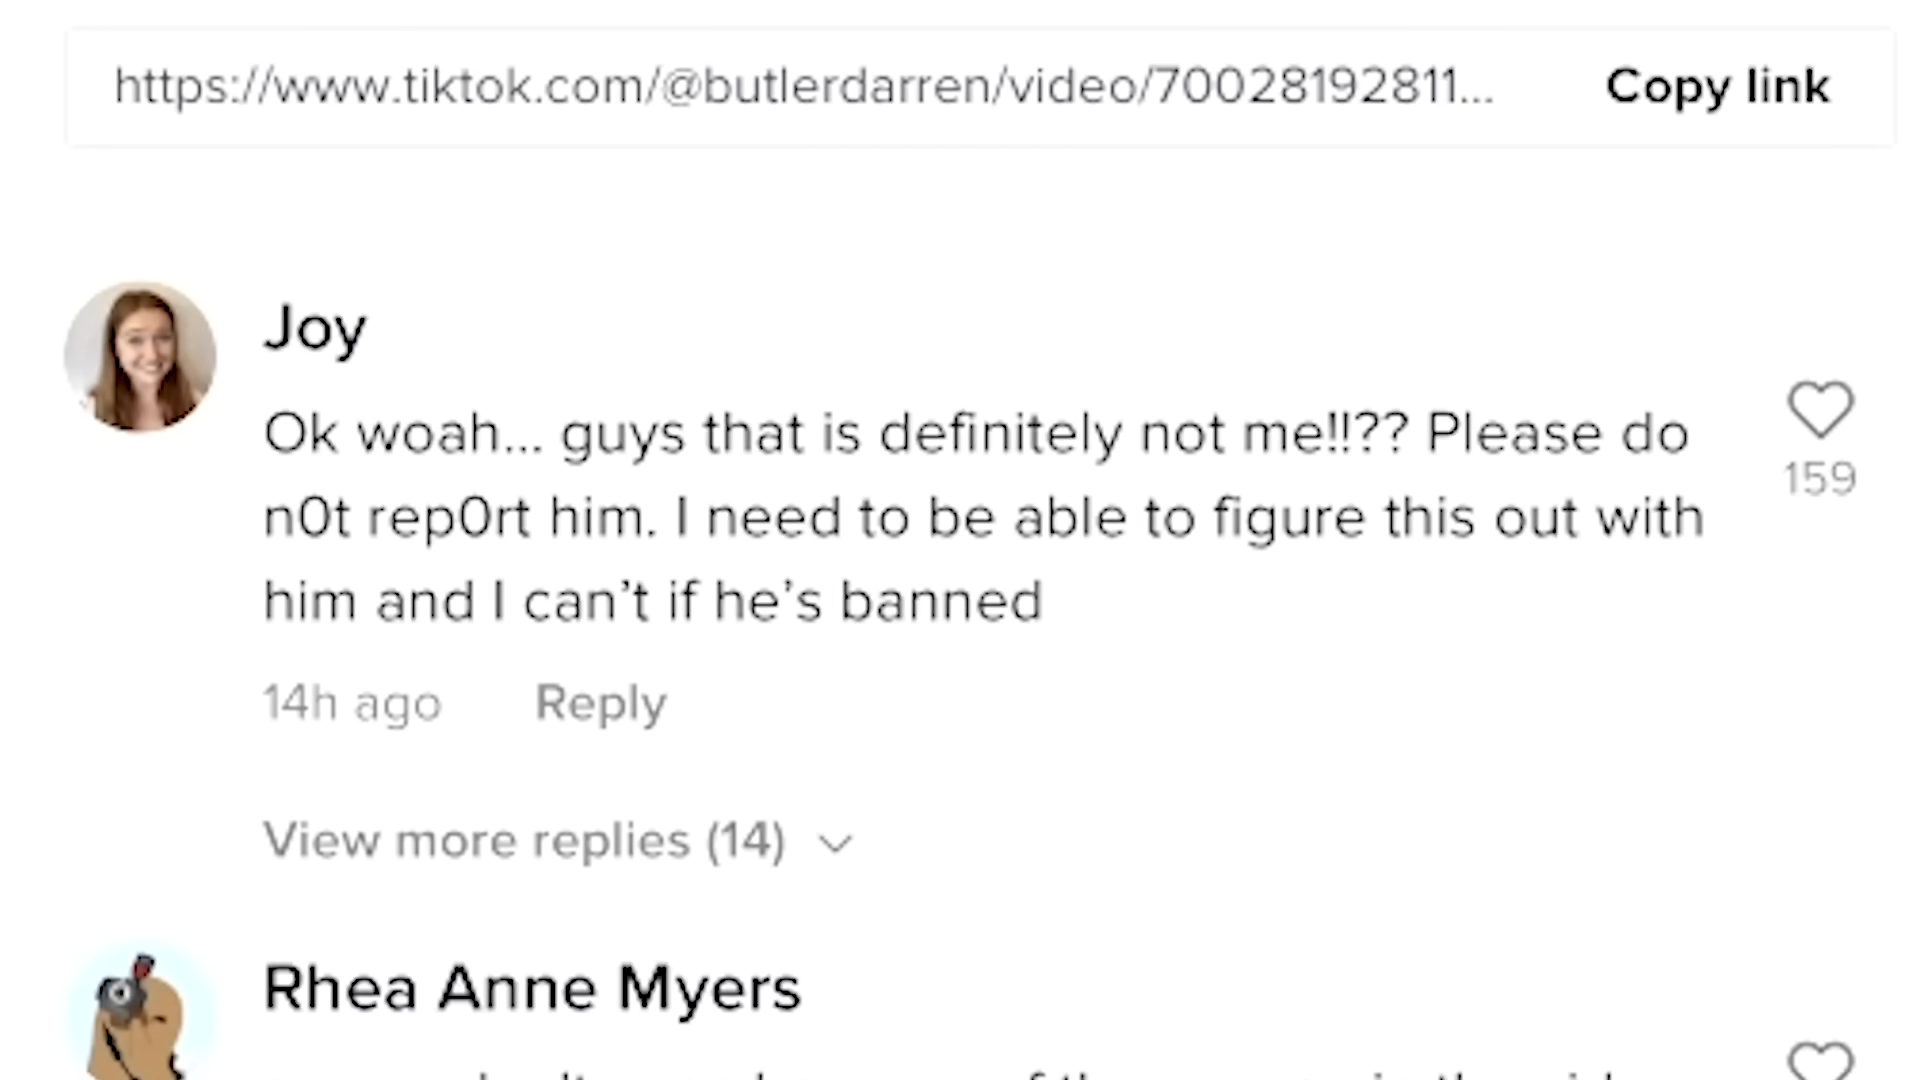 https://www.tiktok.com/@butlerdarren/video/70028192811... Copy link
Joy
Ok woah... guys that is definitely not me!!?? Please do
n0t rep0rt him. I need to be able to figure this out with
him and I can't if he's banned
159
14h ago Reply
View more replies (14)
Rhea Anne Myers